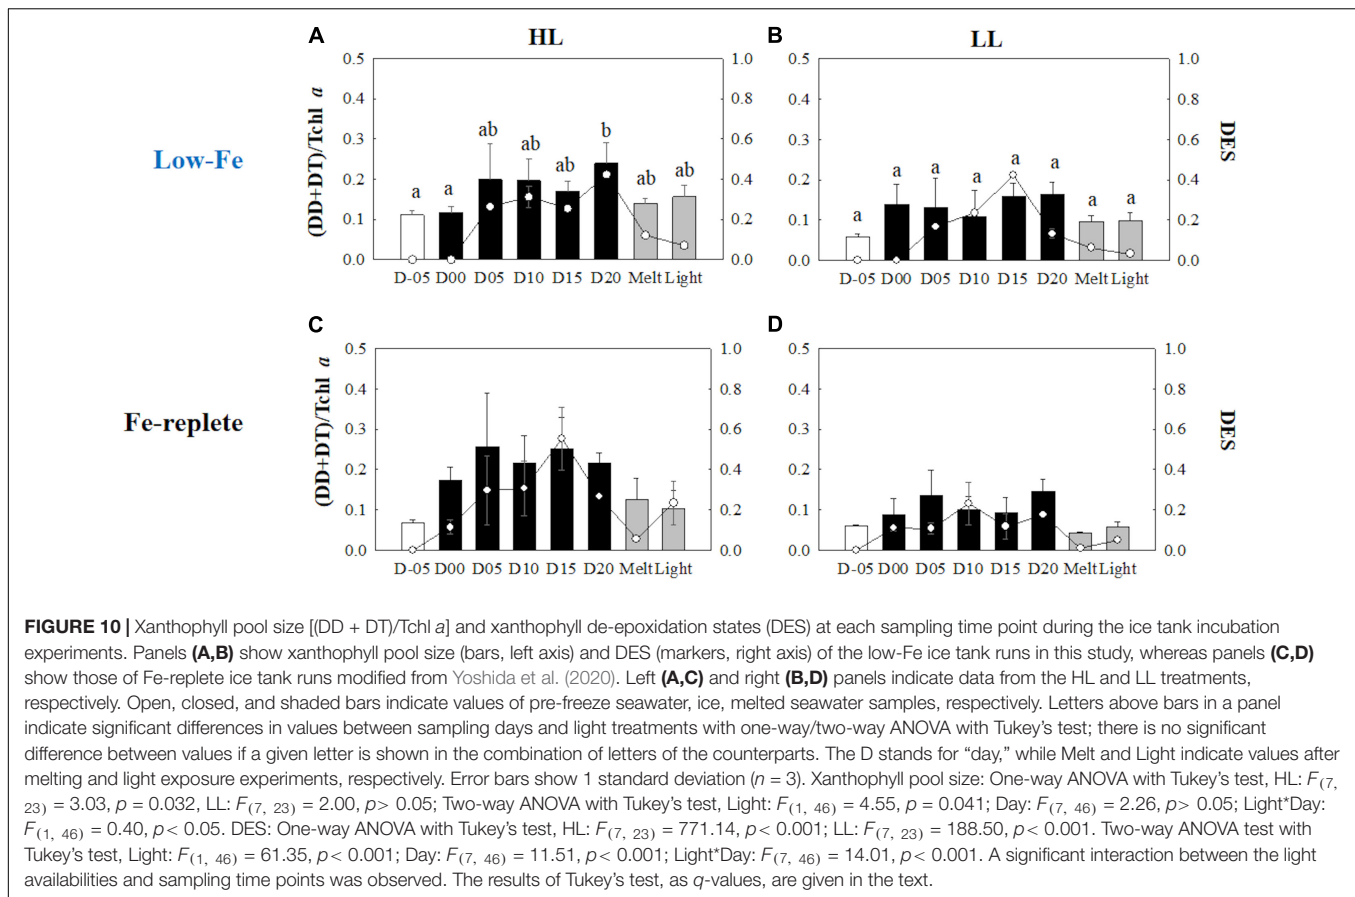 A HL B LL
0.5 1.0 0.5 1.0
0.4 0.8 0.4 0.8
0.3 0.6 0.3 0.6
0.2 0.4 0.2 0.4
0.1 0.2 0.1 0.2
0.0 0.0 0.0 0.0
(DD+DT)/Tchl a
Low-Fe
DES
a a ab ab ab b ab ab
a a a a a a a a
D-05 D00 D05 D10 D15 D20 Melt Light
D-05 D00 D05 D10 D15 D20 Melt Light
C D
0.5 1.0 0.5 1.0
0.4 0.8 0.4 0.8
0.3 0.6 0.3 0.6
0.2 0.4 0.2 0.4
0.1 0.2 0.1 0.2
0.0 0.0 0.0 0.0
(DD+DT)/Tchl a
Fe-replete
DES
D-05 D00 D05 D10 D15 D20 Melt Light
D-05 D00 D05 D10 D15 D20 Melt Light
FIGURE 10 | Xanthophyll pool size [(DD + DT)/Tchl a] and xanthophyll de-epoxidation states (DES) at each sampling time point during the ice tank incubation
experiments. Panels (A,B) show xanthophyll pool size (bars, left axis) and DES (markers, right axis) of the low-Fe ice tank runs in this study, whereas panels (C,D)
show those of Fe-replete ice tank runs modified from Yoshida et al. (2020). Left (A,C) and right (B,D) panels indicate data from the HL and LL treatments,
respectively. Open, closed, and shaded bars indicate values of pre-freeze seawater, ice, melted seawater samples, respectively. Letters above bars in a panel
indicate significant differences in values between sampling days and light treatments with one-way/two-way ANOVA with Tukey's test; there is no significant
difference between values if a given letter is shown in the combination of letters of the counterparts. The D stands for “day,” while Melt and Light indicate values after
melting and light exposure experiments, respectively. Error bars show 1 standard deviation (n = 3). Xanthophyll pool size: One-way ANOVA with Tukey's test, HL: F(7,
23) = 3.03, p = 0.032, LL: F(7, 23) = 2.00, p> 0.05; Two-way ANOVA with Tukey's test, Light: F(1, 46) = 4.55, p = 0.041; Day: F(7, 46) = 2.26, p> 0.05; Light*Day:
F(1, 46) = 0.40, p< 0.05. DES: One-way ANOVA with Tukey's test, HL: F(7, 23) = 771.14, p< 0.001; LL: F(7, 23) = 188.50, p< 0.001. Two-way ANOVA test with
Tukey's test, Light: F(1, 46) = 61.35, p< 0.001; Day: F(7, 46) = 11.51, p< 0.001; Light*Day: F(7, 46) = 14.01, p< 0.001. A significant interaction between the light
availabilities and sampling time points was observed. The results of Tukey's test, as q-values, are given in the text.